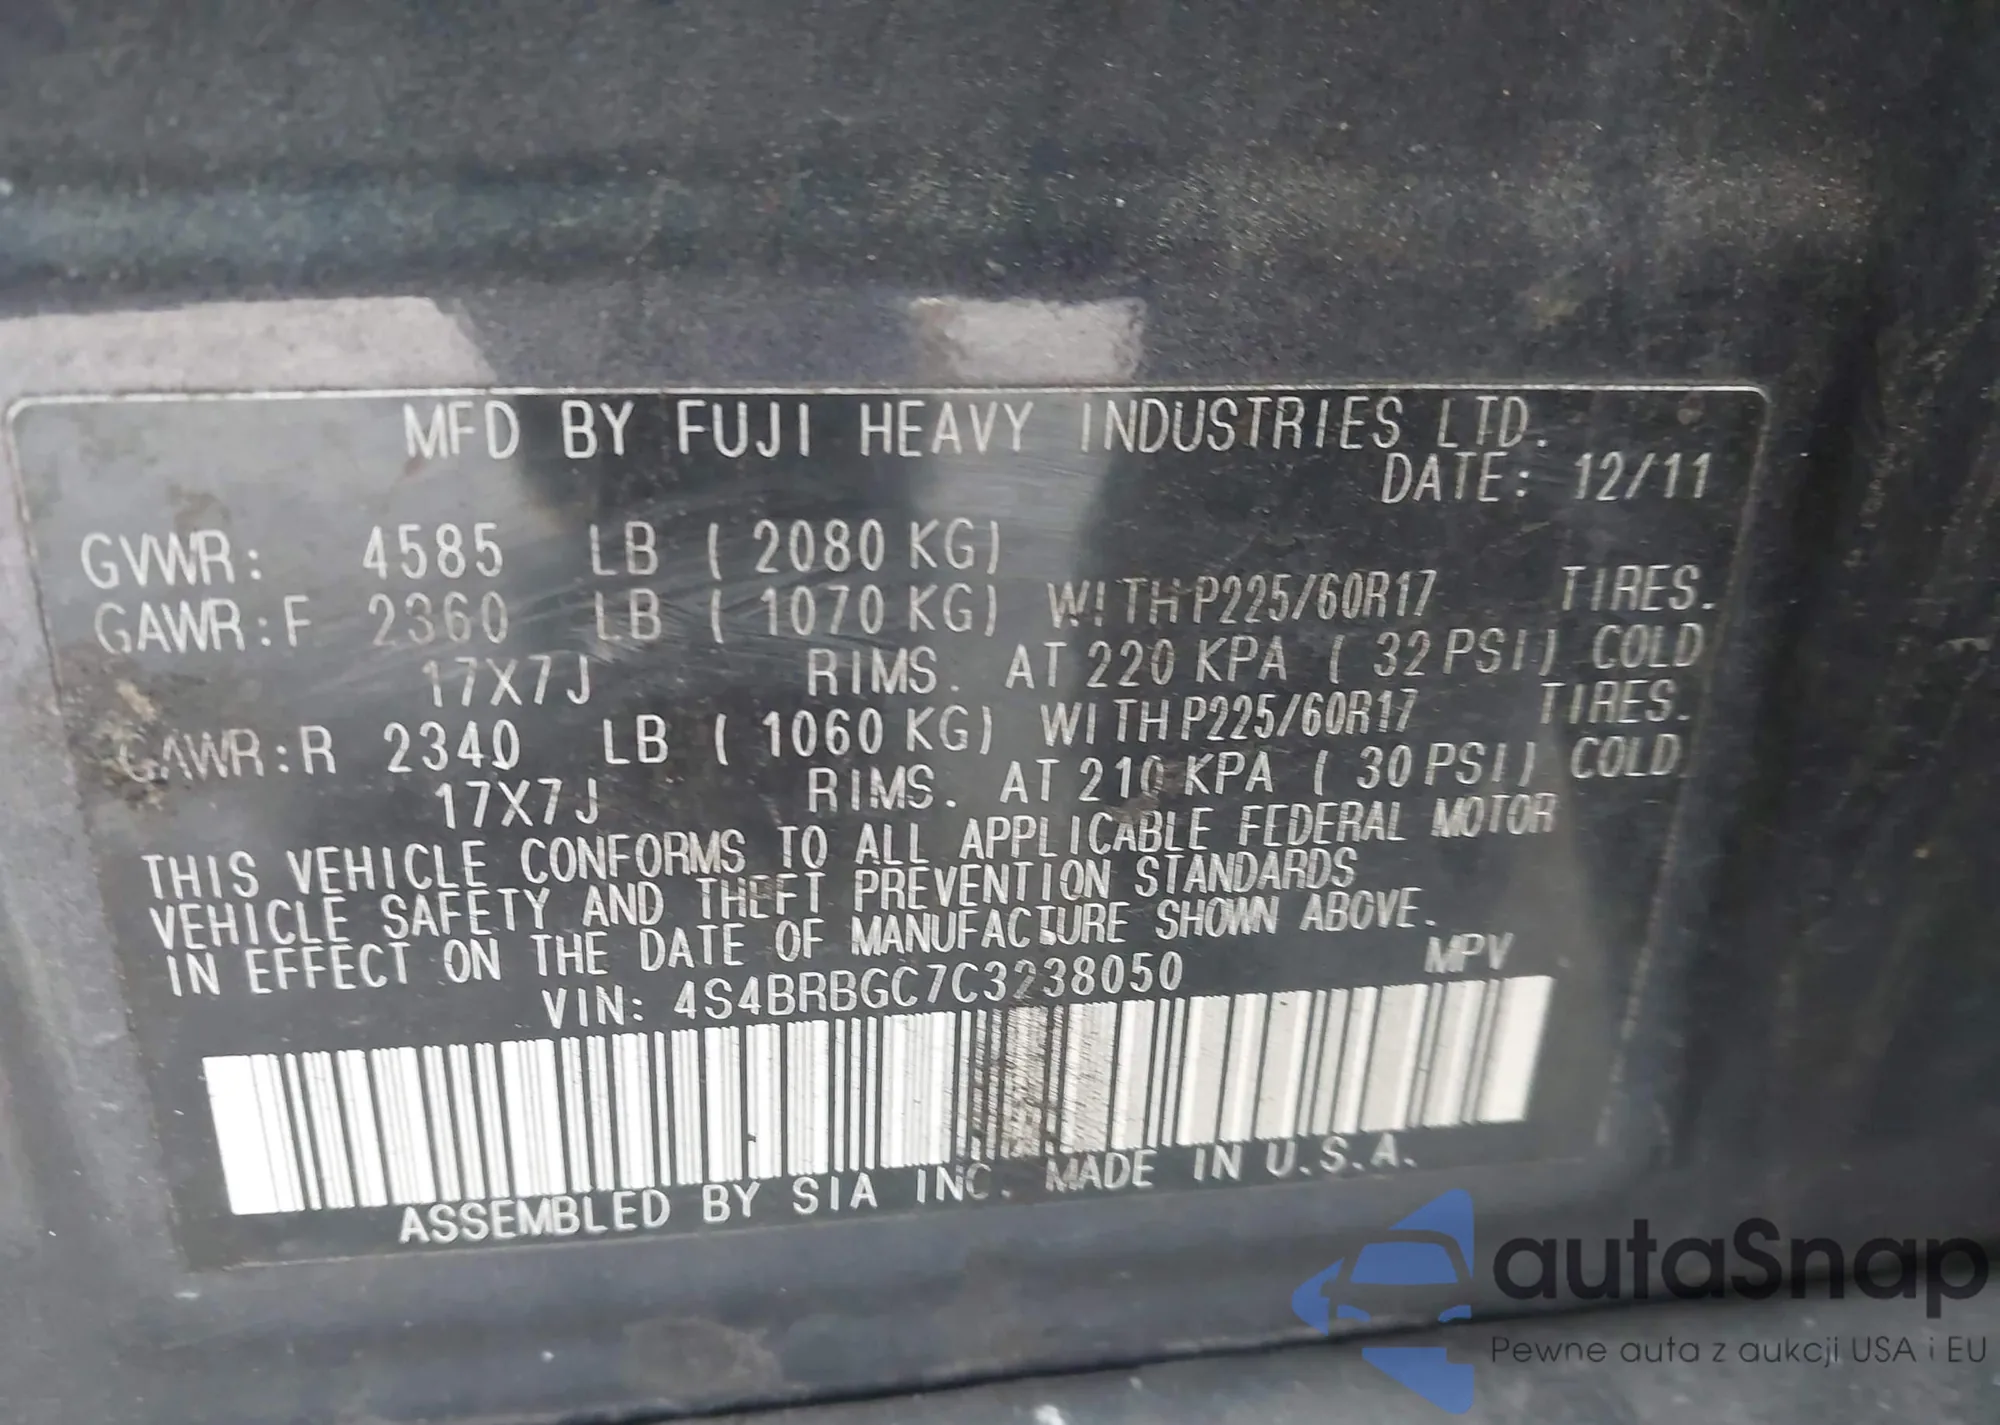 MFD BY FUJI HEAVY INDUSTRIES LTD.
DATE: 12/11
GVWR: 4585 LB ( 2080 KG)
GAWR:F 2360 LB ( 1070 KG) WITH P225/60R17 TIRES.
17X7J RIMS. AT 220 KPA ( 32 PSI) COLD
GAWR:R 2340 LB ( 1060 KG) WITH P225/60R17 TIRES.
17X7J RIMS. AT 210 KPA ( 30 PSI) COLD
THIS VEHICLE CONFORMS TO ALL APPLICABLE FEDERAL MOTOR
VEHICLE SAFETY AND THEFT PREVENTION STANDARDS
IN EFFECT ON THE DATE OF MANUFACTURE SHOWN ABOVE.
VIN: 4S4BRBGC7C3238050 MPV
ASSEMBLED BY SIA INC. MADE IN U.S.A.
autaSnap
Pewne auta z aukcji USA i EU